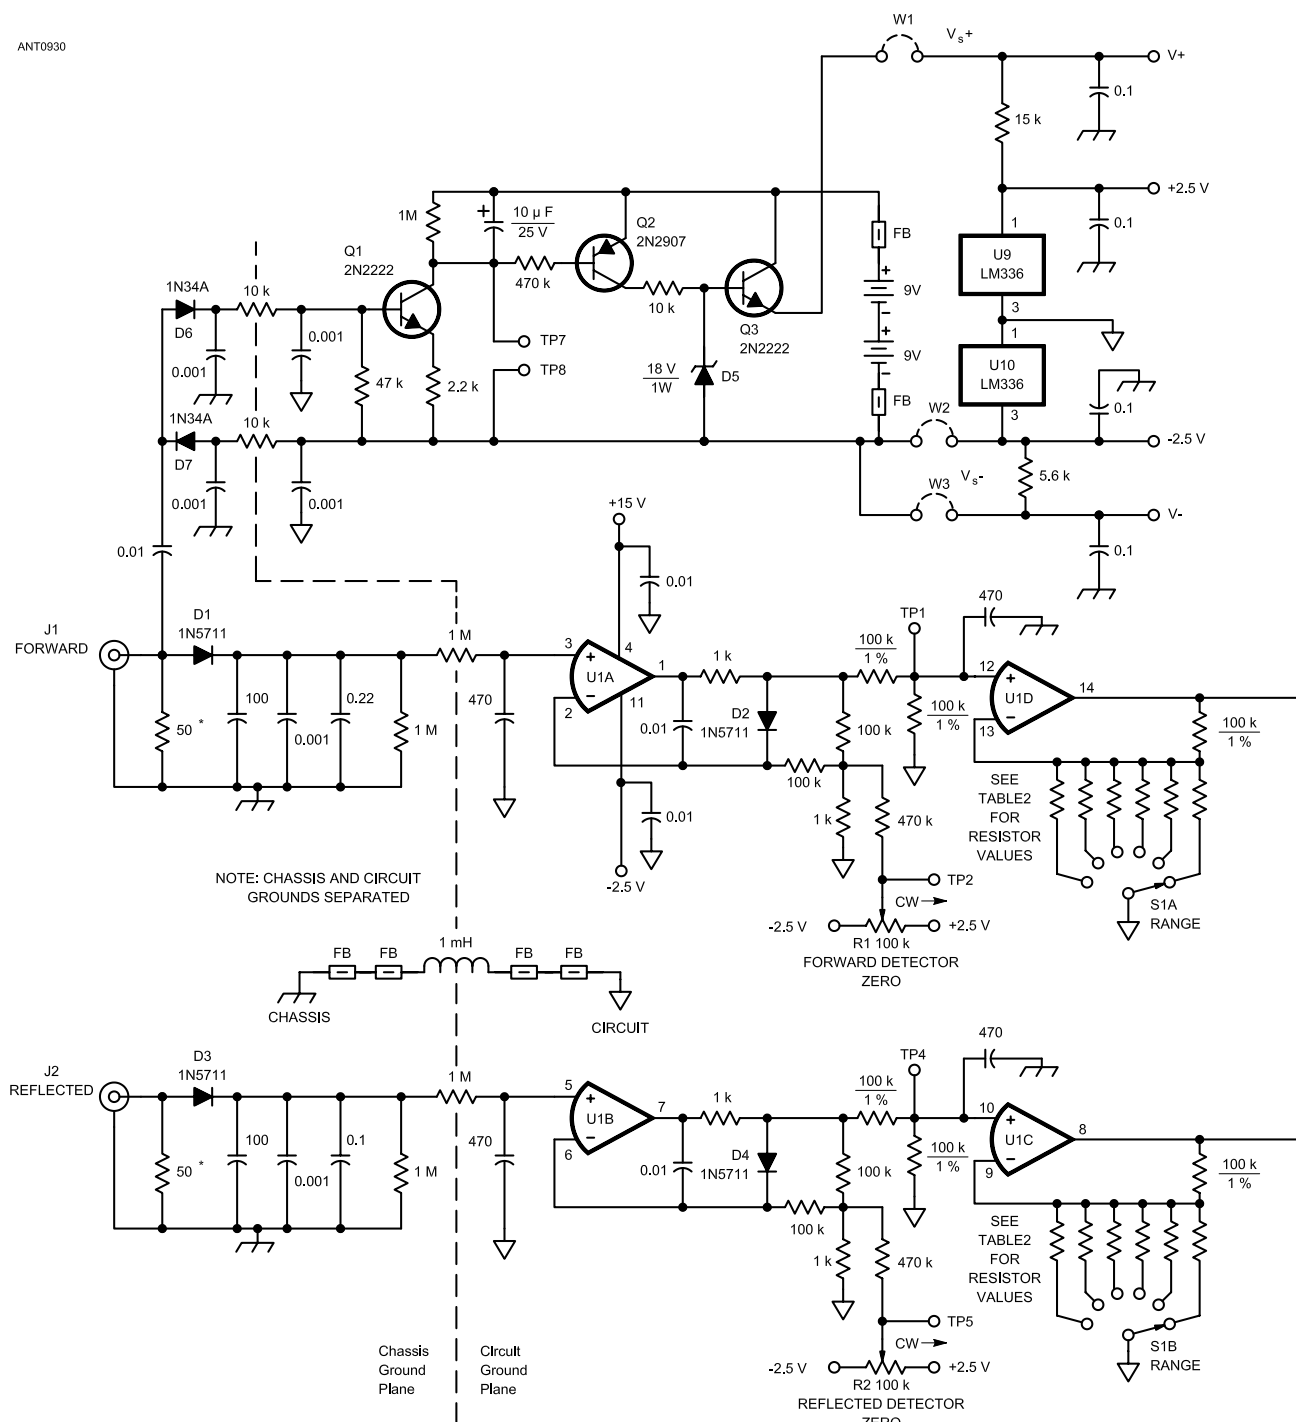 ANT0930
W1
Vs+
V+
0.1
15 k
+2.5 V
0.1
1
U9
LM336
3
1
U10
LM336
3
0.1
-2.5 V
W2
Vs-
W3
5.6 k
V-
0.1
1M
+
10 µ F
25 V
Q2
2N2907
Q1
2N2222
470 k
10 k
Q3
2N2222
FB
+
9V
–
+
9V
–
FB
1N34A
D6
10 k
0.001
0.001
47 k
2.2 k
TP7
TP8
18 V
1W
D5
1N34A
D7
10 k
0.001
0.001
0.01
+15 V
0.01
J1
FORWARD
D1
1N5711
1 M
50 *
100
0.001
0.22
1 M
470
3
+
4
U1A
1
2
–
11
0.01
-2.5 V
1 k
0.01
D2
1N5711
100 k
1 %
TP1
100 k
100 k
1 %
100 k
1 k
470 k
470
12
+
U1D
14
13
–
100 k
1 %
SEE
TABLE2
FOR
RESISTOR
VALUES
S1A
RANGE
TP2
CW
-2.5 V
+2.5 V
R1 100 k
FORWARD DETECTOR
ZERO
NOTE: CHASSIS AND CIRCUIT
GROUNDS SEPARATED
FB
FB
1 mH
FB
FB
CHASSIS
CIRCUIT
J2
REFLECTED
D3
1N5711
1 M
50 *
100
0.001
0.1
1 M
470
5
+
U1B
7
6
–
1 k
0.01
D4
1N5711
100 k
1 %
TP4
100 k
100 k
1 %
100 k
1 k
470 k
470
10
+
U1C
8
9
–
100 k
1 %
SEE
TABLE2
FOR
RESISTOR
VALUES
S1B
RANGE
TP5
CW
-2.5 V
+2.5 V
R2 100 k
REFLECTED DETECTOR
ZERO
Chassis
Ground
Plane
CIrcuit
Ground
Plane